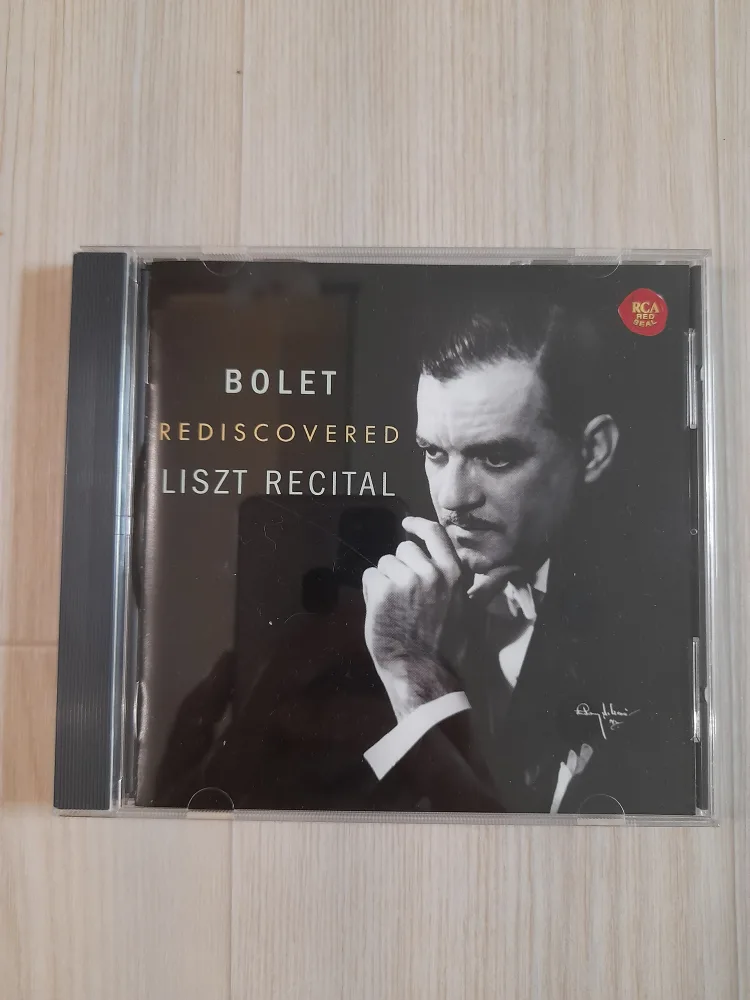 BOLET
REDISCOVERED
LISZT RECITAL
RCA
RED
SEAL